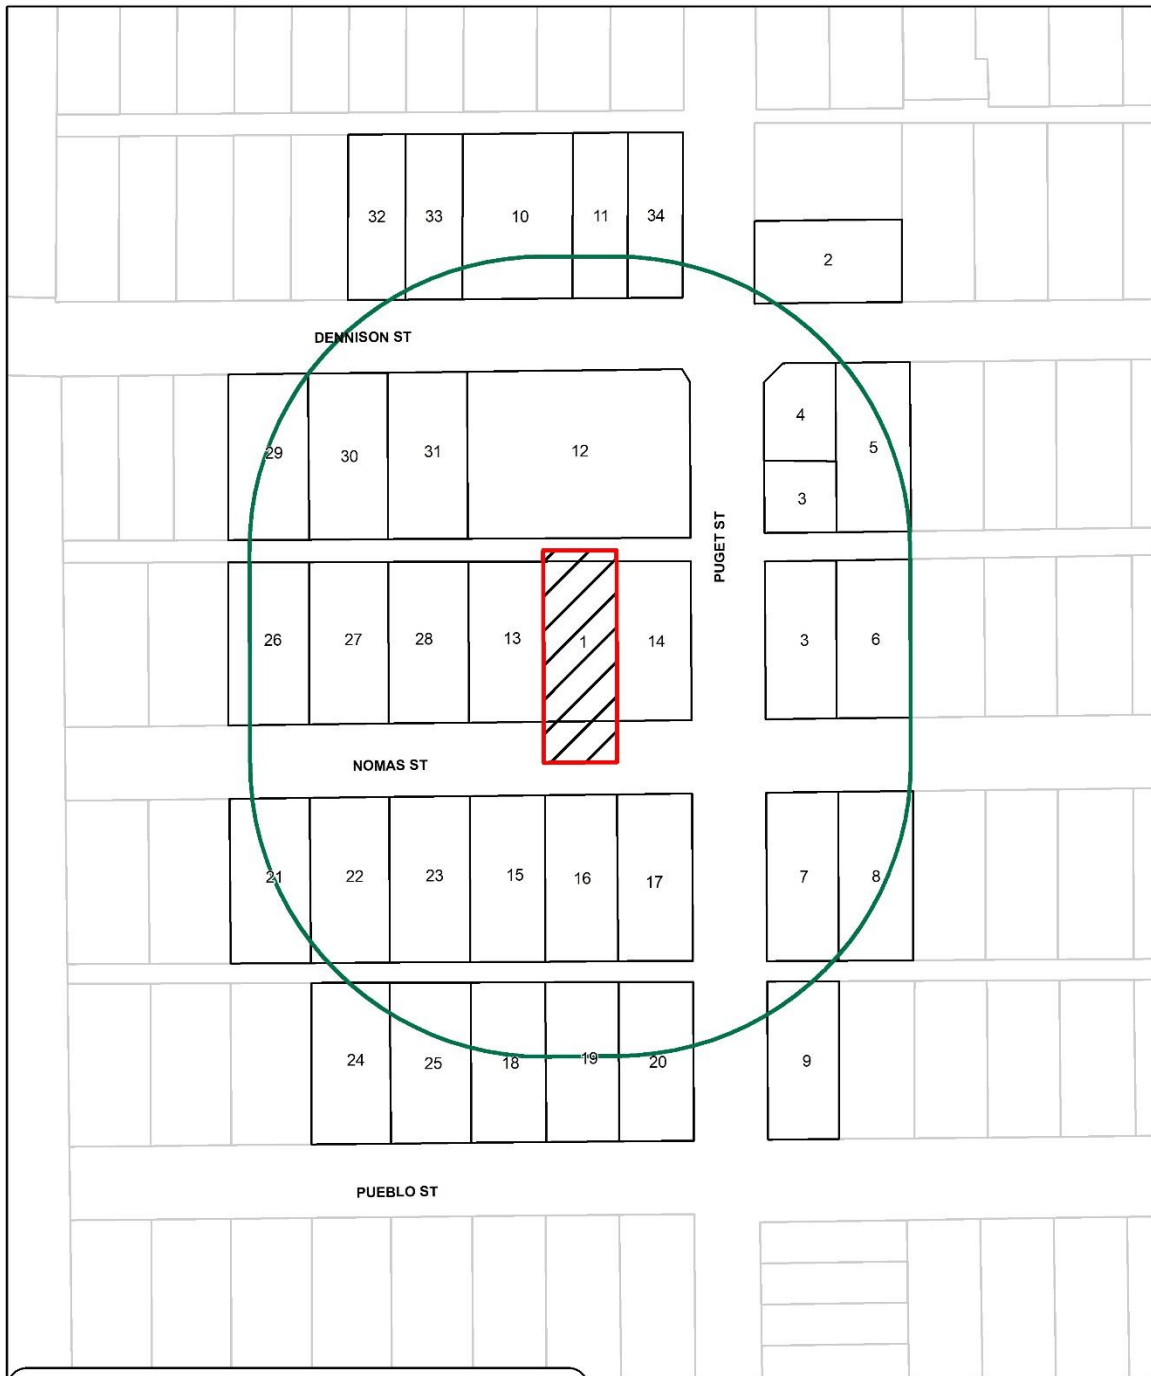 32 33 10 11 34
2
DENNISON ST
4
29 30 31 12 5
3
PUGET ST
26 27 28 13 1 14 3 6
NOMAS ST
21 22 23 15 16 17 7 8
24 25 18 19 20 9
PUEBLO ST